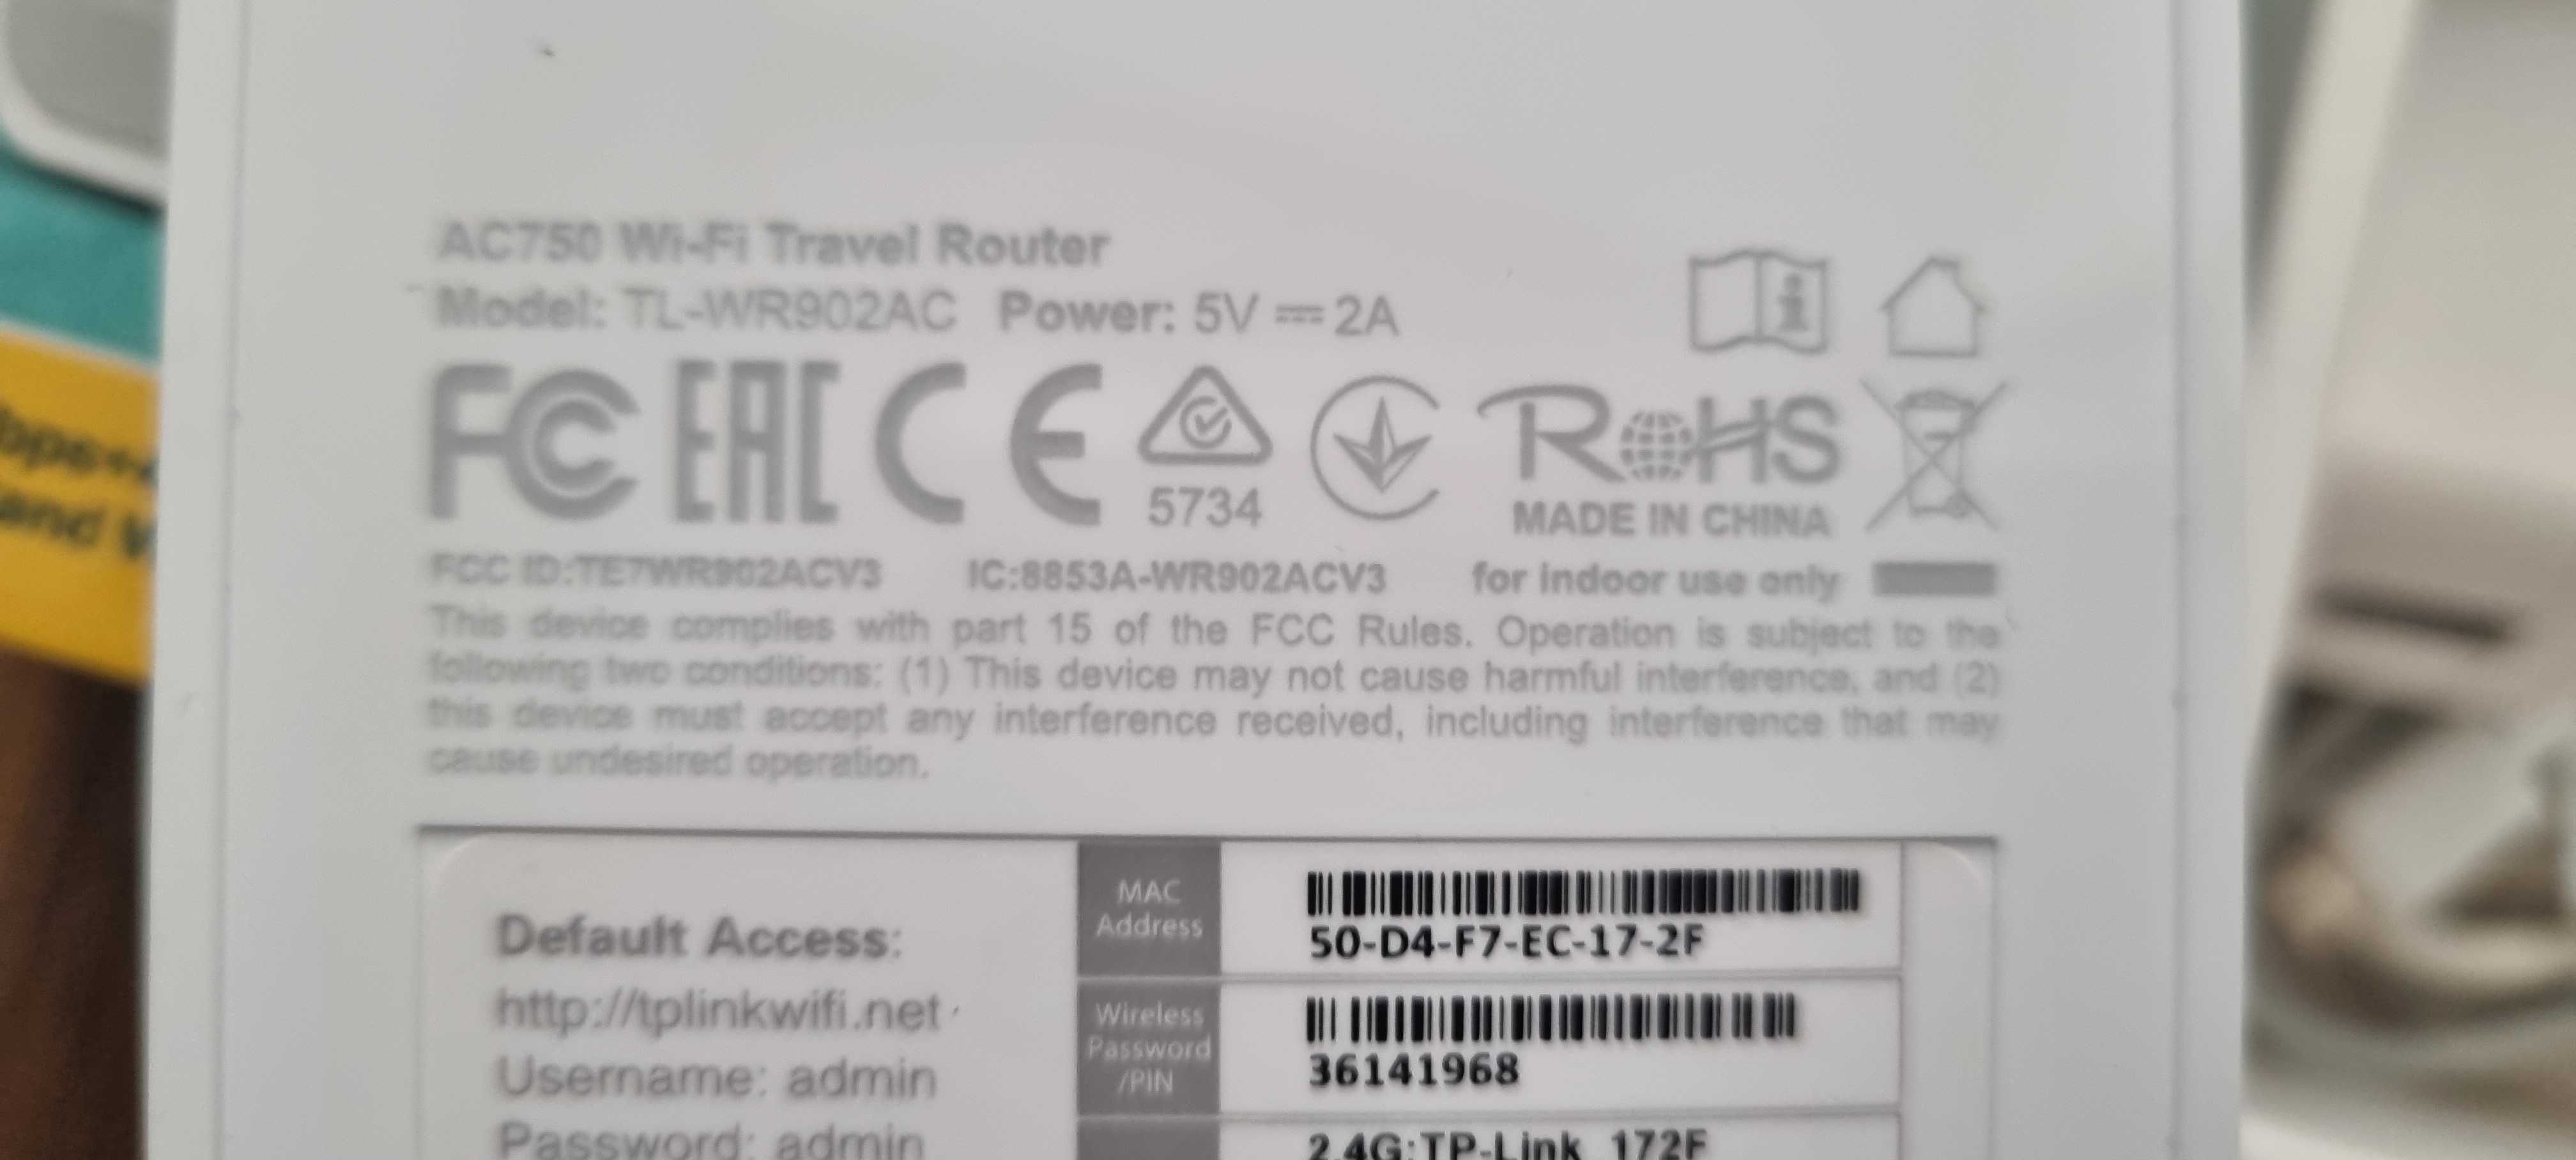 AC750 Wi-Fi Travel Router
Model: TL-WR902AC Power: 5V ⎓ 2A
FC EAC CE
5734
RoHS
MADE IN CHINA
FCC ID:TE7WR902ACV3 IC:8853A-WR902ACV3 for indoor use only
This device complies with part 15 of the FCC Rules. Operation is subject to the
following two conditions: (1) This device may not cause harmful interference, and (2)
this device must accept any interference received, including interference that may
cause undesired operation.
Default Access:
http://tplinkwifi.net
Username: admin
Password: admin
MAC
Address
50-D4-F7-EC-17-2F
Wireless
Password
/PIN
36141968
2.4G:TP-Link_172F
bps+
and